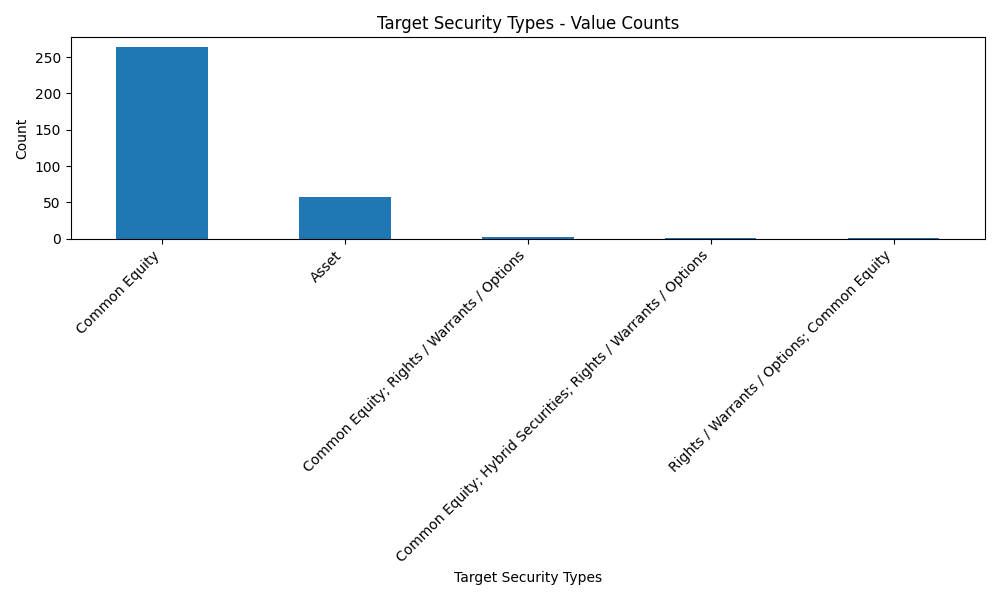 Target Security Types - Value Counts
Count
250
200
150
100
50
0
Common Equity
Asset
Common Equity; Rights / Warrants / Options
Common Equity; Hybrid Securities; Rights / Warrants / Options
Rights / Warrants / Options; Common Equity
Target Security Types